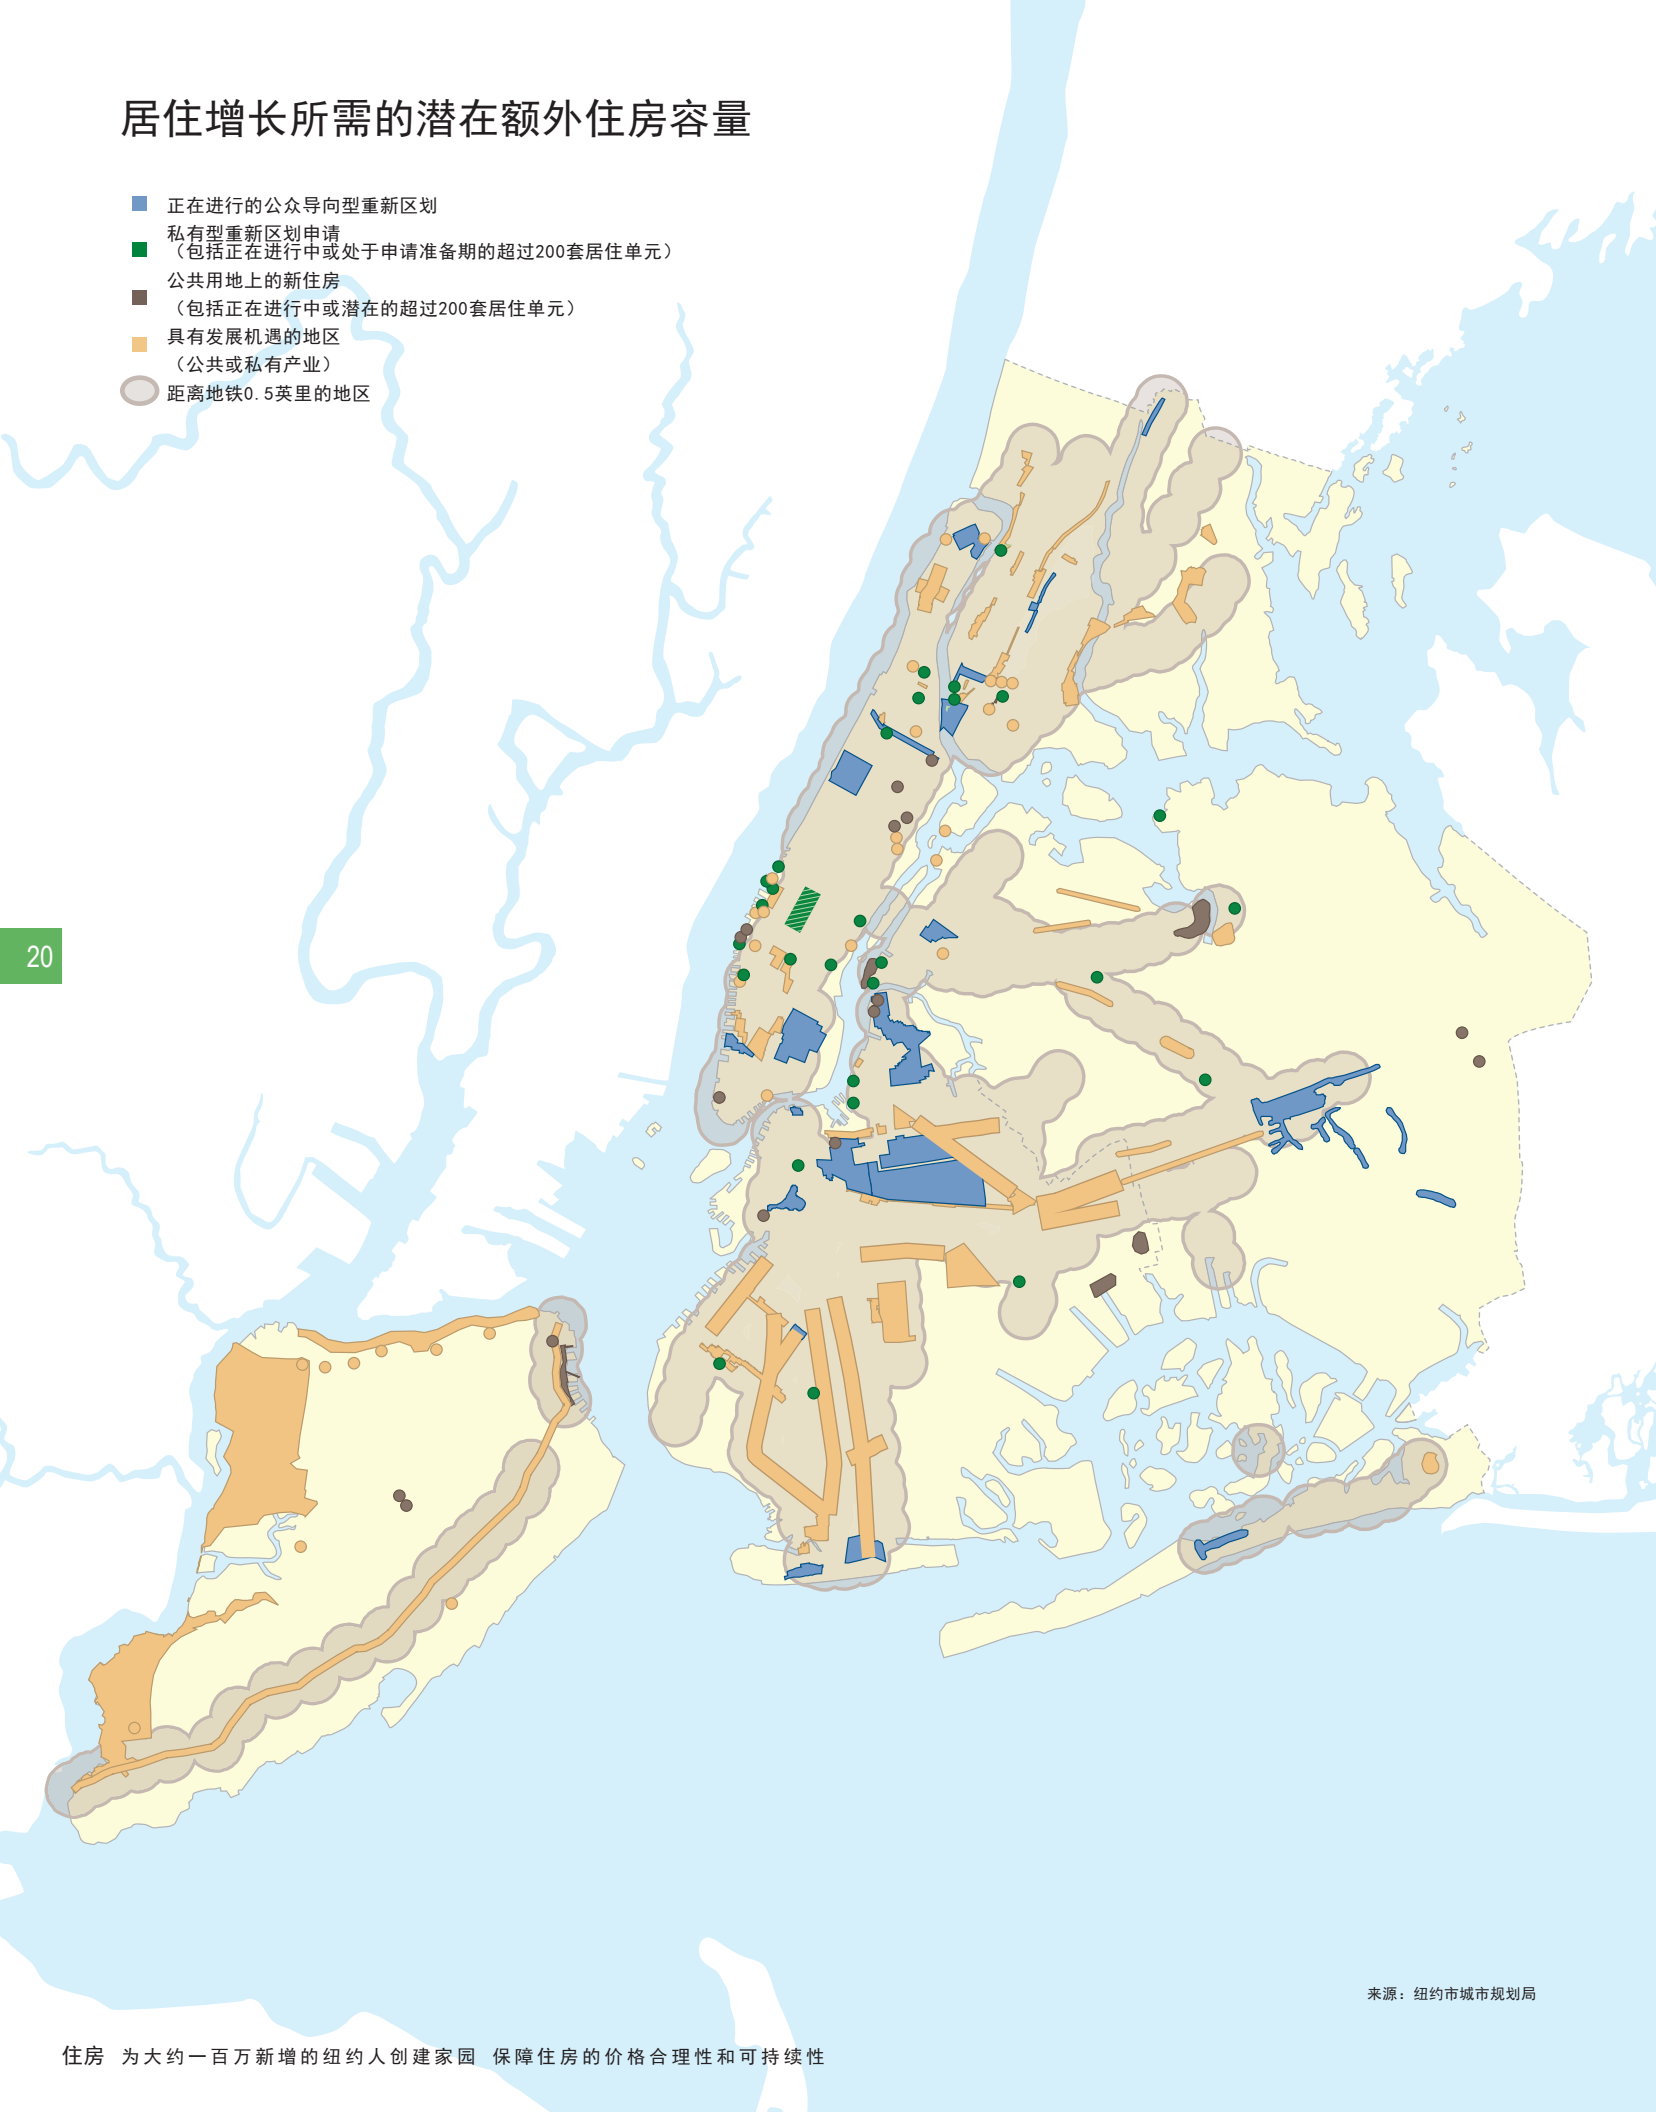 居住增长所需的潜在额外住房容量
正在进行的公众导向型重新区划
私有型重新区划申请
（包括正在进行中或处于申请准备期的超过200套居住单元）
公共用地上的新住房
（包括正在进行中或潜在的超过200套居住单元）
具有发展机遇的地区
（公共或私有产业）
距离地铁0.5英里的地区
20
来源：纽约市城市规划局
住房 为大约一百万新增的纽约人创建家园 保障住房的价格合理性和可持续性